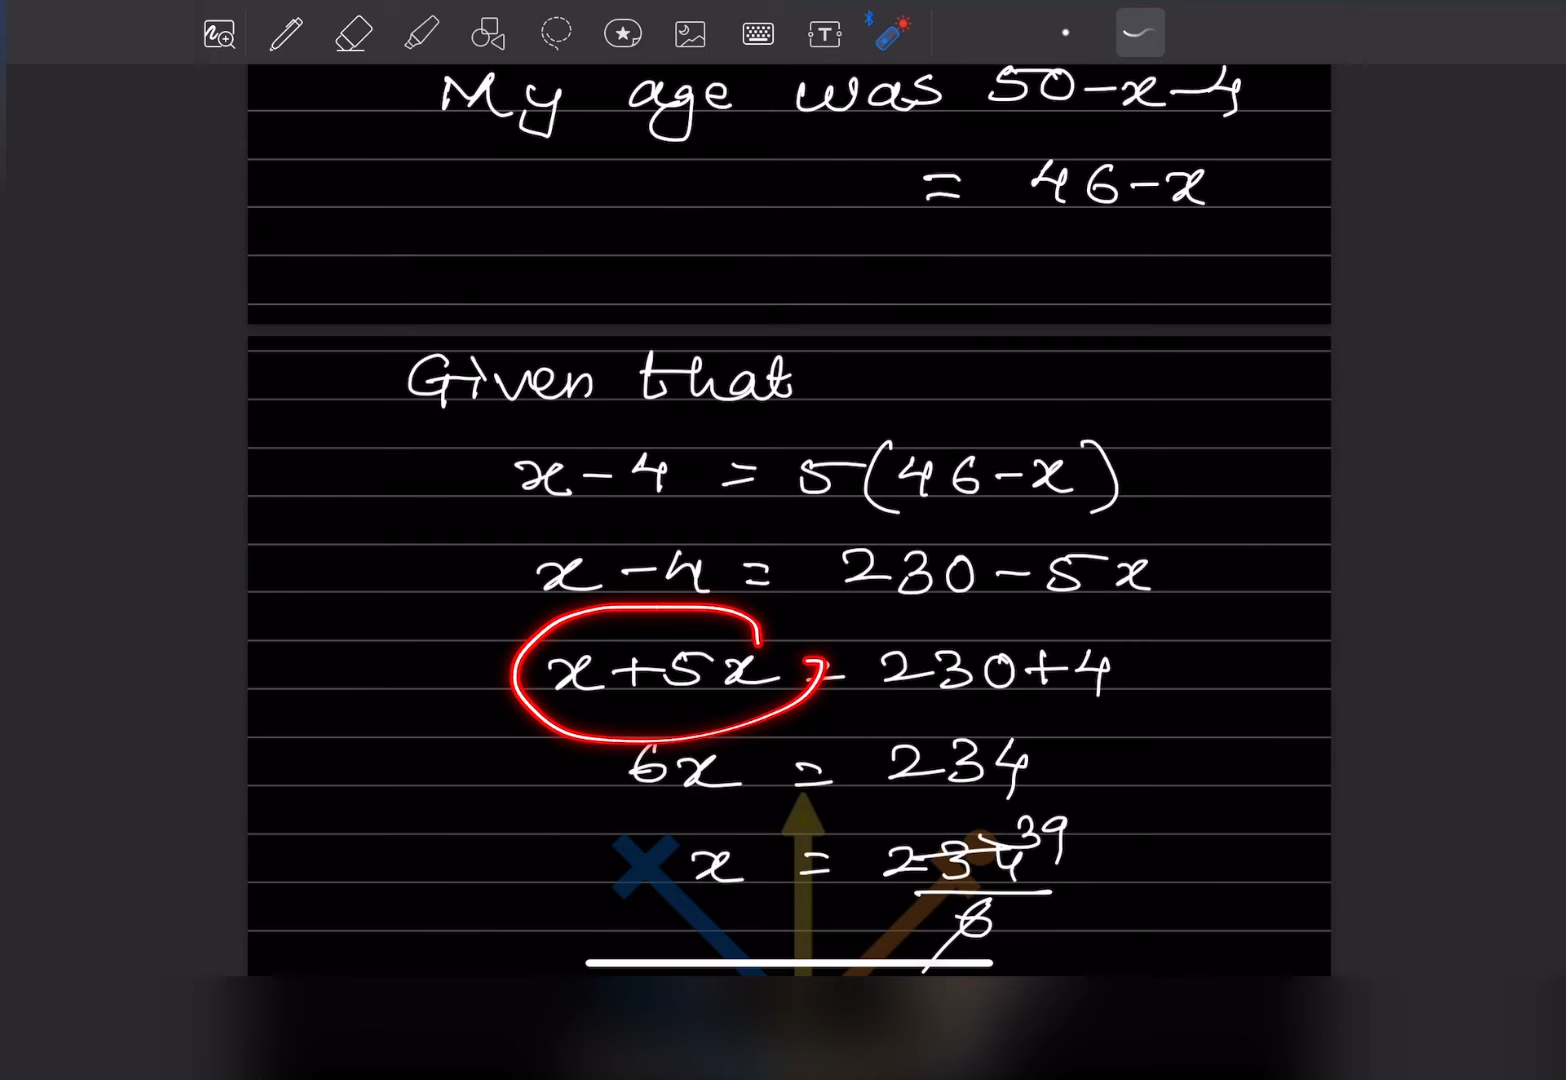 My age was 50-x-4
= 46-x
Given that
x-4 = 5(46-x)
x-4 = 230-5x
x+5x = 230+4
6x = 234
x = 234/6 39